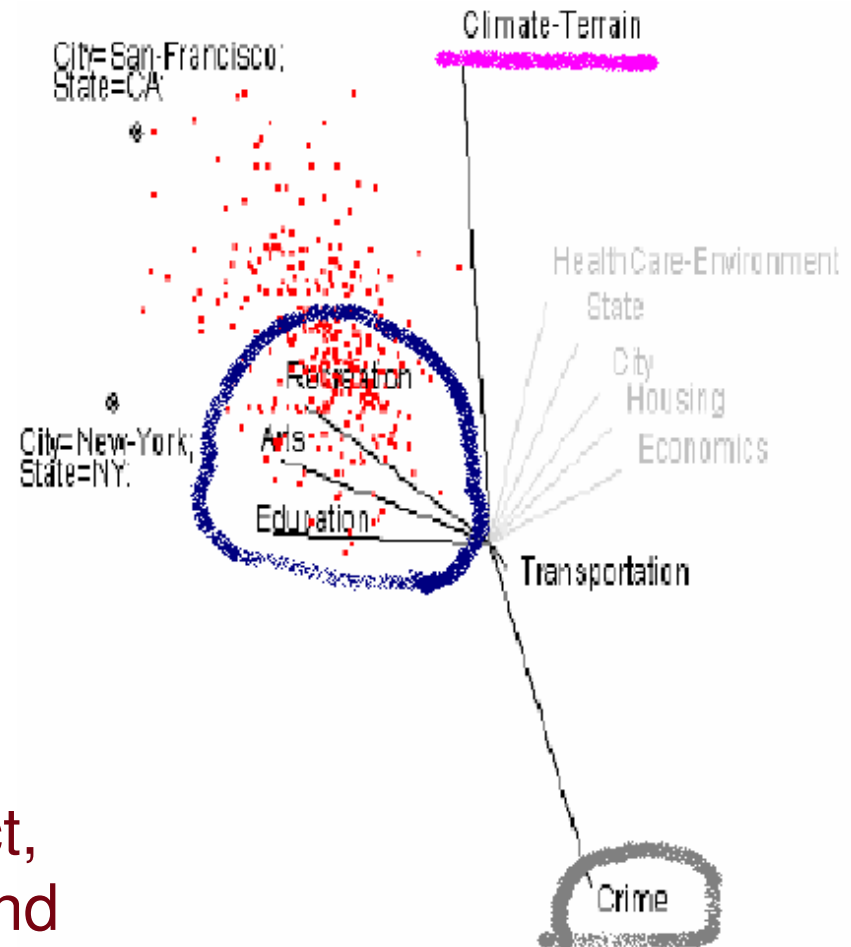 Climate-Terrain
City=San-Francisco;
State=CA
HealthCare-Environment
State
City
Recreation
Housing
City=New-York;
State=NY.
Arts
Economics
Education
Transportation
Crime